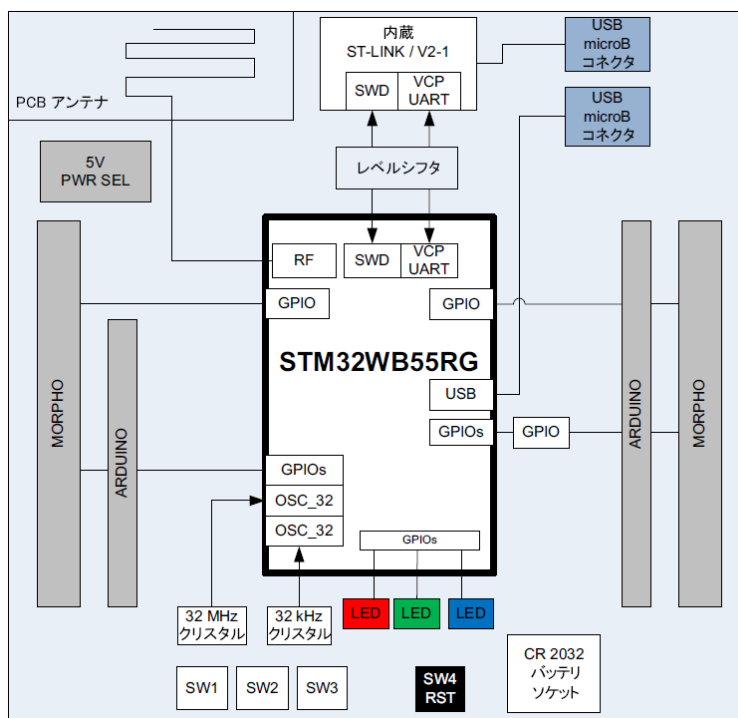 内蔵
ST-LINK / V2-1
SWD
VCP
UART
USB
microB
コネクタ
USB
microB
コネクタ
PCB アンテナ
5V
PWR SEL
レベルシフタ
RF
SWD
VCP
UART
GPIO
GPIO
STM32WB55RG
USB
GPIOs
GPIO
MORPHO
ARDUINO
ARDUINO
MORPHO
GPIOs
OSC_32
OSC_32
GPIOs
32 MHz
クリスタル
32 kHz
クリスタル
LED
LED
LED
SW1
SW2
SW3
SW4
RST
CR 2032
バッテリ
ソケット